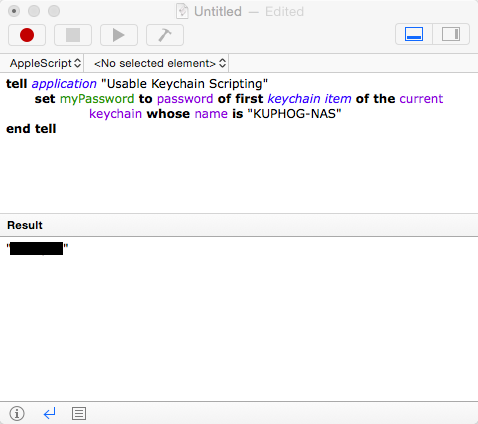 Untitled — Edited
AppleScript <No selected element>
tell application "Usable Keychain Scripting"
set myPassword to password of first keychain item of the current
keychain whose name is "KUPHOG-NAS"
end tell
Result
" "